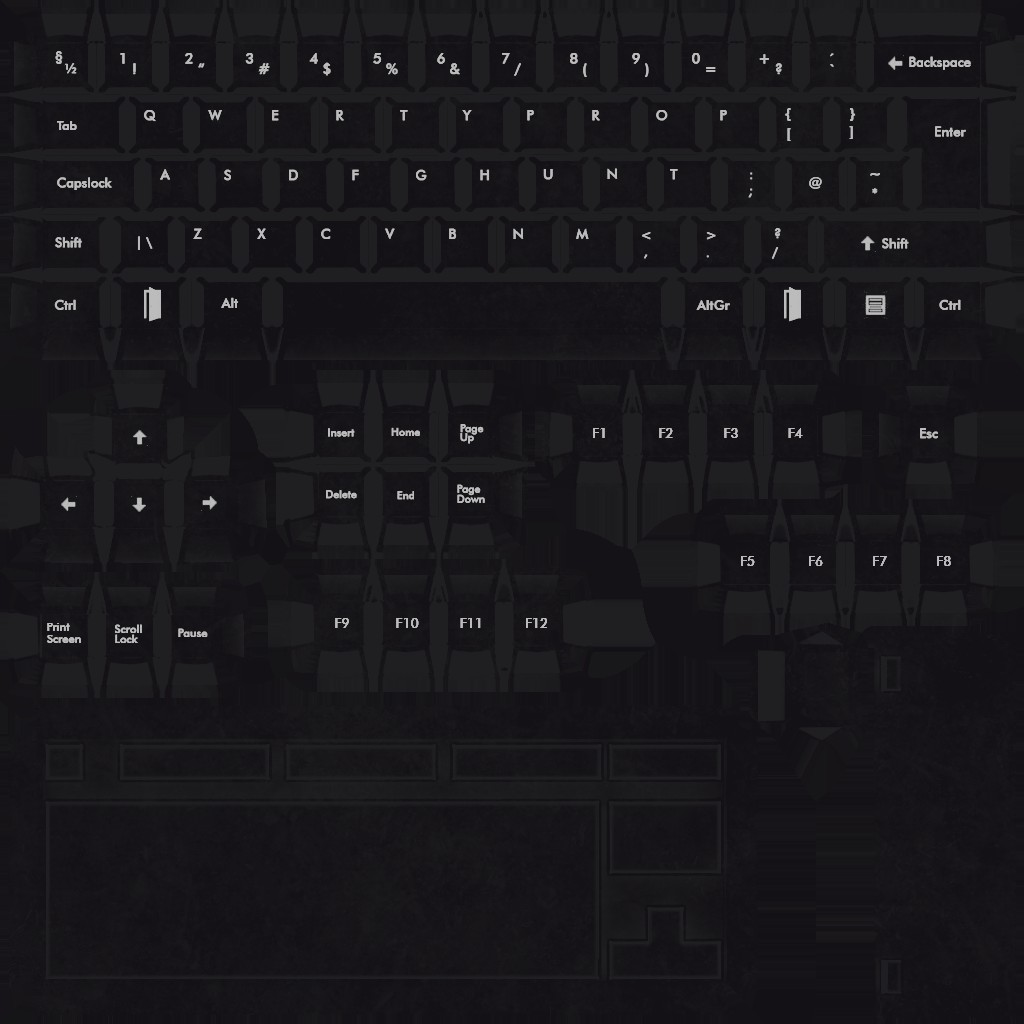 § ½ 1 ! 2 " 3 # 4 $ 5 % 6 & 7 / 8 ( 9 ) 0 = + ? ´ ` Backspace
Tab Q W E R T Y P R O P { [ } ] Enter
Capslock A S D F G H U N T : ; @ ~ *
Shift | \ Z X C V B N M < , > . ? / Shift
Ctrl Alt AltGr Ctrl
Insert Home Page Up F1 F2 F3 F4 Esc
Delete End Page Down
F5 F6 F7 F8
Print Screen Scroll Lock Pause F9 F10 F11 F12